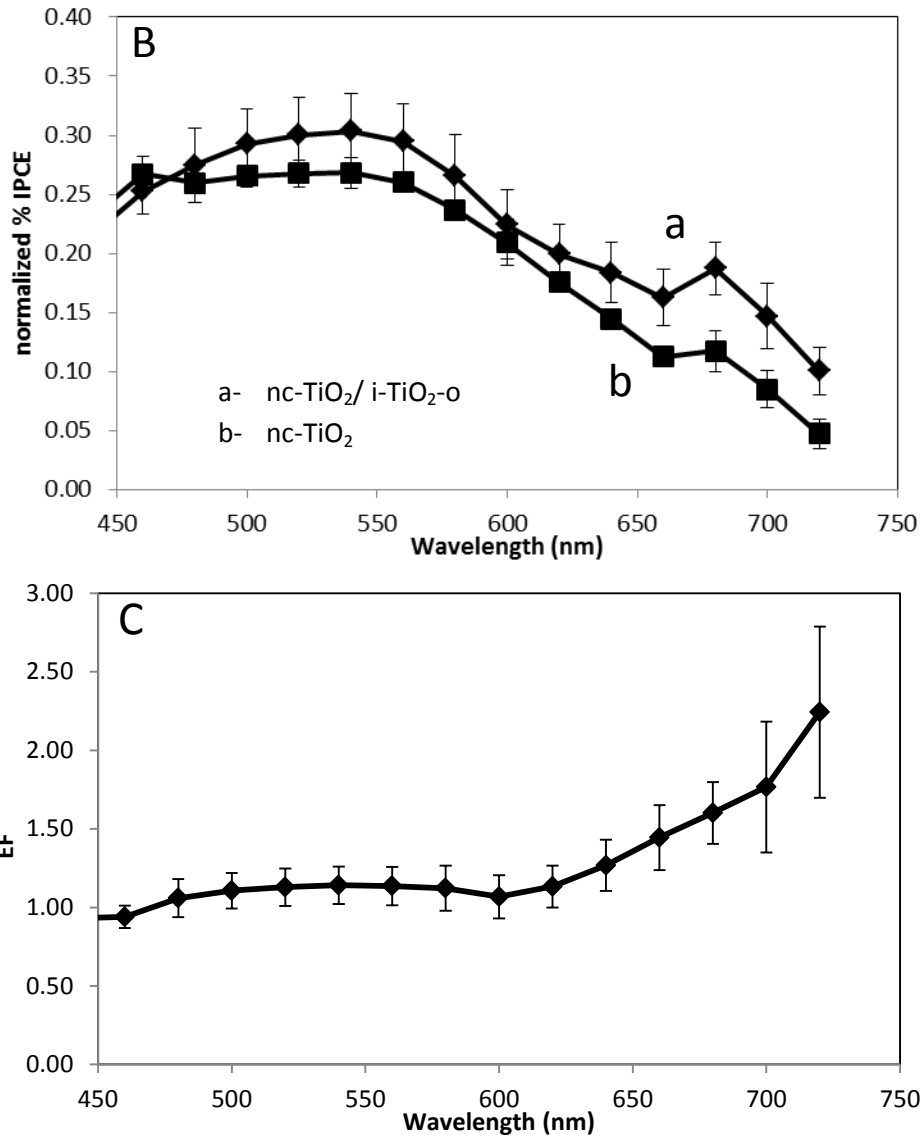 B
0.40
0.35
0.30
0.25
0.20
0.15
0.10
0.05
0.00
normalized % IPCE
a
b
a- nc-TiO₂/ i-TiO₂-o
b- nc-TiO₂
450 500 550 600 650 700 750
Wavelength (nm)
C
3.00
2.50
2.00
1.50
1.00
0.50
0.00
EF
450 500 550 600 650 700 750
Wavelength (nm)